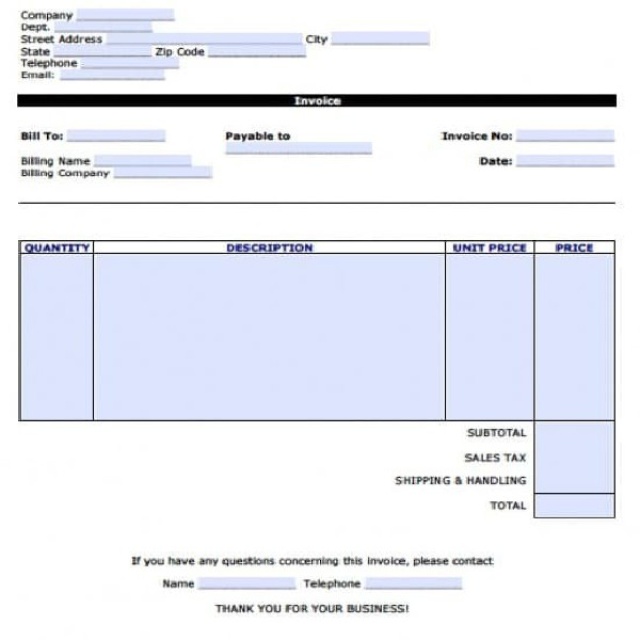 Company
Dept.
Street Address City
State Zip Code
Telephone
Email:
Invoice
Bill To: Payable to Invoice No:
Date:
Billing Name
Billing Company
QUANTITY DESCRIPTION UNIT PRICE PRICE
SUBTOTAL
SALES TAX
SHIPPING & HANDLING
TOTAL
If you have any questions concerning this invoice, please contact
Name Telephone
THANK YOU FOR YOUR BUSINESS!